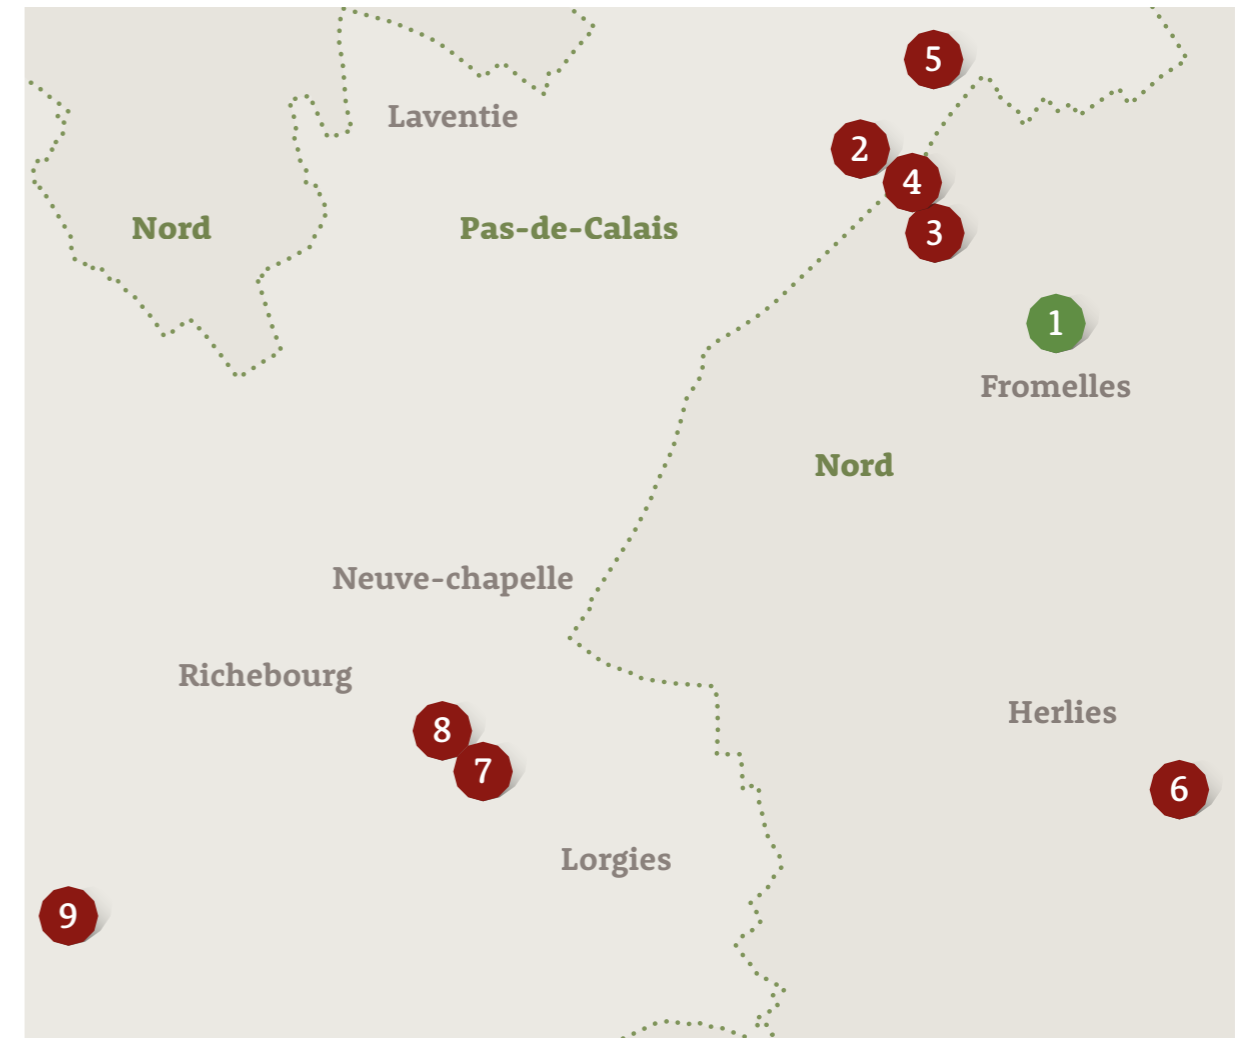 5
Laventie
2
4
Nord
Pas-de-Calais
3
1
Fromelles
Nord
Neuve-chapelle
Richebourg
Herlies
8
7
6
Lorgies
9